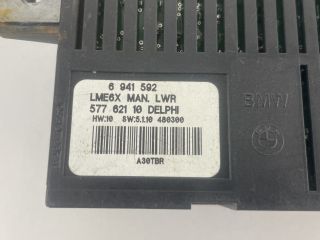 6 941 592
LME6X MAN. LWR
577 621 10 DELPHI
HW:10 SW:5.1.10 480300
A30TBR
BMW